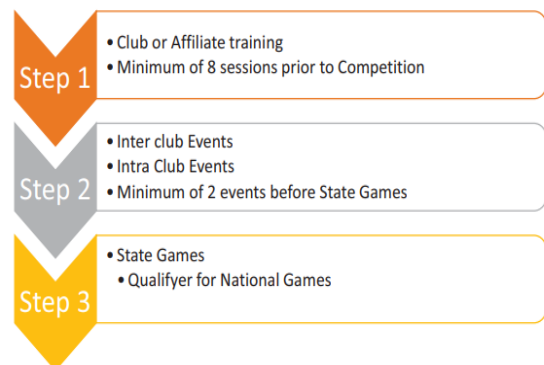 Step 1
• Club or Affiliate training
• Minimum of 8 sessions prior to Competition
Step 2
• Inter club Events
• Intra Club Events
• Minimum of 2 events before State Games
Step 3
• State Games
• Qualifyer for National Games